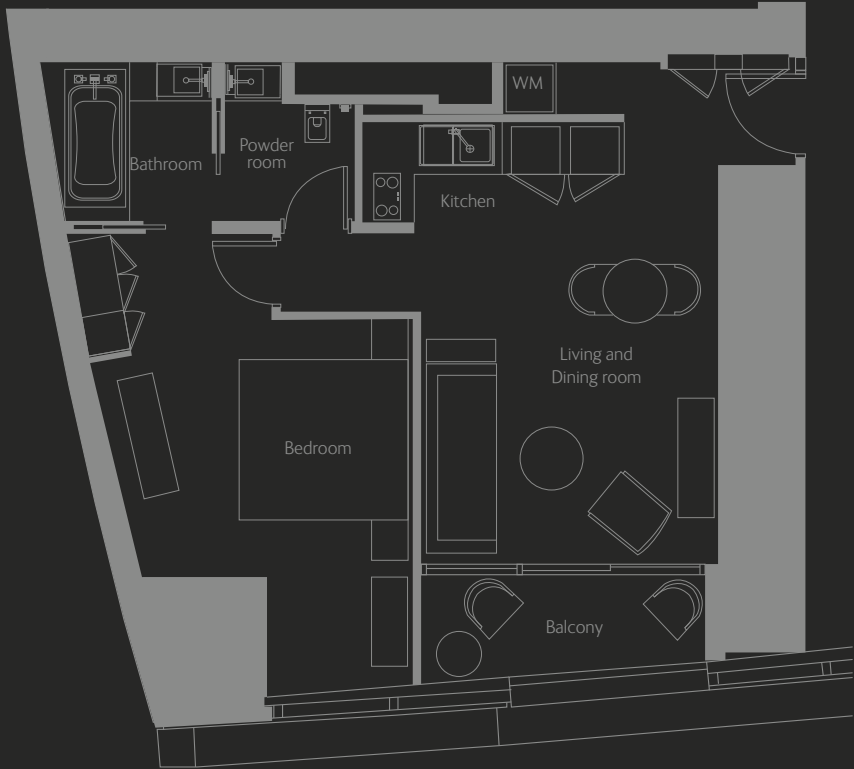 WM
Powder
room
Bathroom
Kitchen
Living and
Dining room
Bedroom
Balcony